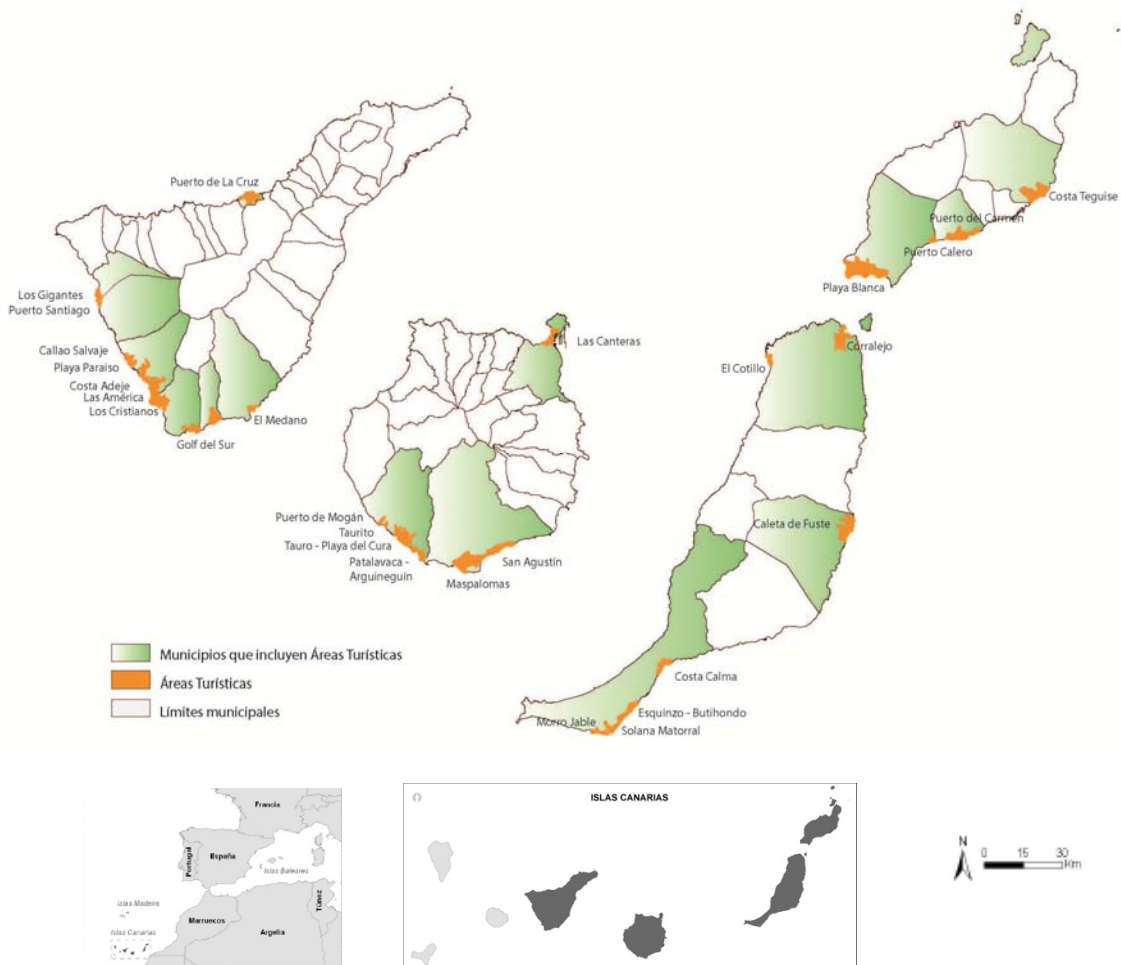 Puerto de La Cruz
Los Gigantes
Puerto Santiago
Callao Salvaje
Playa Paraiso
Costa Adeje
Las América
Los Cristianos
Golf del Sur
El Medano
Las Canteras
Puerto de Mogán
Taurito
Tauro - Playa del Cura
Patalavaca -
Arguineguín
Maspalomas
San Agustín
Costa Teguise
Puerto del Carmen
Puerto Calero
Playa Blanca
Corralejo
El Cotillo
Caleta de Fuste
Costa Calma
Esquinzo - Butihondo
Morro Jable
Solana Matorral
Municipios que incluyen Áreas Turísticas
Áreas Turísticas
Límites municipales
Francia
Portugal
España
Islas Baleares
Islas Madeira
Islas Canarias
Marruecos
Argelia
Túnez
ISLAS CANARIAS
N
0 15 30
Km